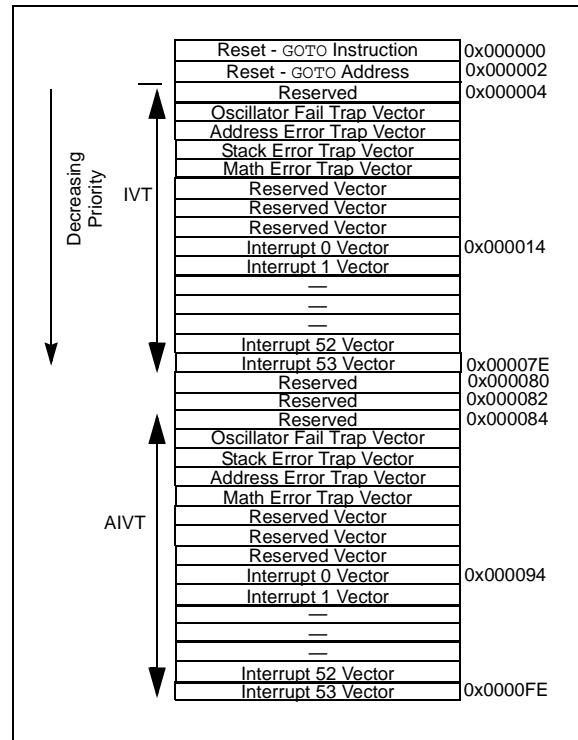 Reset - GOTO Instruction 0x000000
Reset - GOTO Address 0x000002
Reserved 0x000004
Oscillator Fail Trap Vector
Address Error Trap Vector
Stack Error Trap Vector
Math Error Trap Vector
Reserved Vector
Reserved Vector
Reserved Vector
Interrupt 0 Vector 0x000014
Interrupt 1 Vector
—
—
—
Interrupt 52 Vector
Interrupt 53 Vector 0x00007E
Reserved 0x000080
Reserved 0x000082
Reserved 0x000084
Oscillator Fail Trap Vector
Stack Error Trap Vector
Address Error Trap Vector
Math Error Trap Vector
Reserved Vector
Reserved Vector
Reserved Vector
Interrupt 0 Vector 0x000094
Interrupt 1 Vector
—
—
—
Interrupt 52 Vector
Interrupt 53 Vector 0x0000FE
Decreasing
Priority
IVT
AIVT